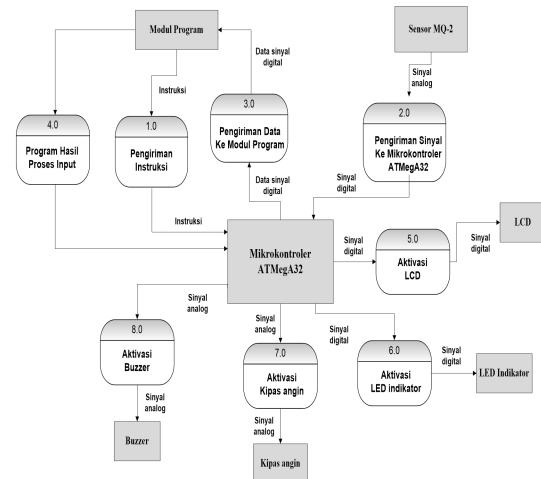 Modul Program
Sensor MQ-2
Data sinyal
digital
Sinyal
analog
Instruksi
4.0
Program Hasil
Proses Input
1.0
Pengiriman
Instruksi
3.0
Pengiriman Data
Ke Modul Program
2.0
Pengiriman Sinyal
Ke Mikrokontroler
ATMegA32
Data sinyal
digital
Sinyal
digital
Instruksi
Mikrokontroler
ATMegA32
Sinyal
digital
5.0
Aktivasi
LCD
Sinyal
digital
LCD
Sinyal
analog
Sinyal
analog
Sinyal
digital
8.0
Aktivasi
Buzzer
7.0
Aktivasi
Kipas angin
6.0
Aktivasi
LED indikator
Sinyal
digital
LED Indikator
Sinyal
analog
Sinyal
analog
Buzzer
Kipas angin